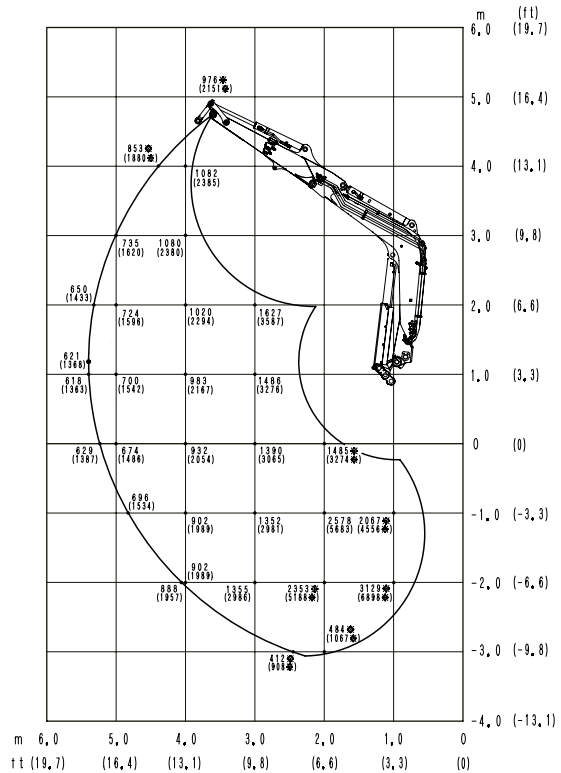 m (ft)
6.0 (19.7)
976※
(2151※)
5.0 (16.4)
853※
(1880※)
4.0 (13.1)
1082
(2385)
3.0 (9.8)
735 1080
(1620) (2380)
650
(1433)
2.0 (6.6)
724 1020 1627
(1596) (2294) (3587)
621
(1368)
1.0 (3.3)
618 700 983 1486
(1363) (1542) (2167) (3276)
0 (0)
629 674 932 1390 1485※
(1387) (1486) (2054) (3065) (3274※)
696
(1534)
-1.0 (-3.3)
902 1352 2578 2067※
(1989) (2981) (5683) (4556※)
902
(1989)
-2.0 (-6.6)
888 1355 2353※ 3129※
(1957) (2986) (5188※) (6898※)
484※
(1067※)
-3.0 (-9.8)
412※
(908※)
-4.0 (-13.1)
m 6.0 5.0 4.0 3.0 2.0 1.0 0
ft (19.7) (16.4) (13.1) (9.8) (6.6) (3.3) (0)